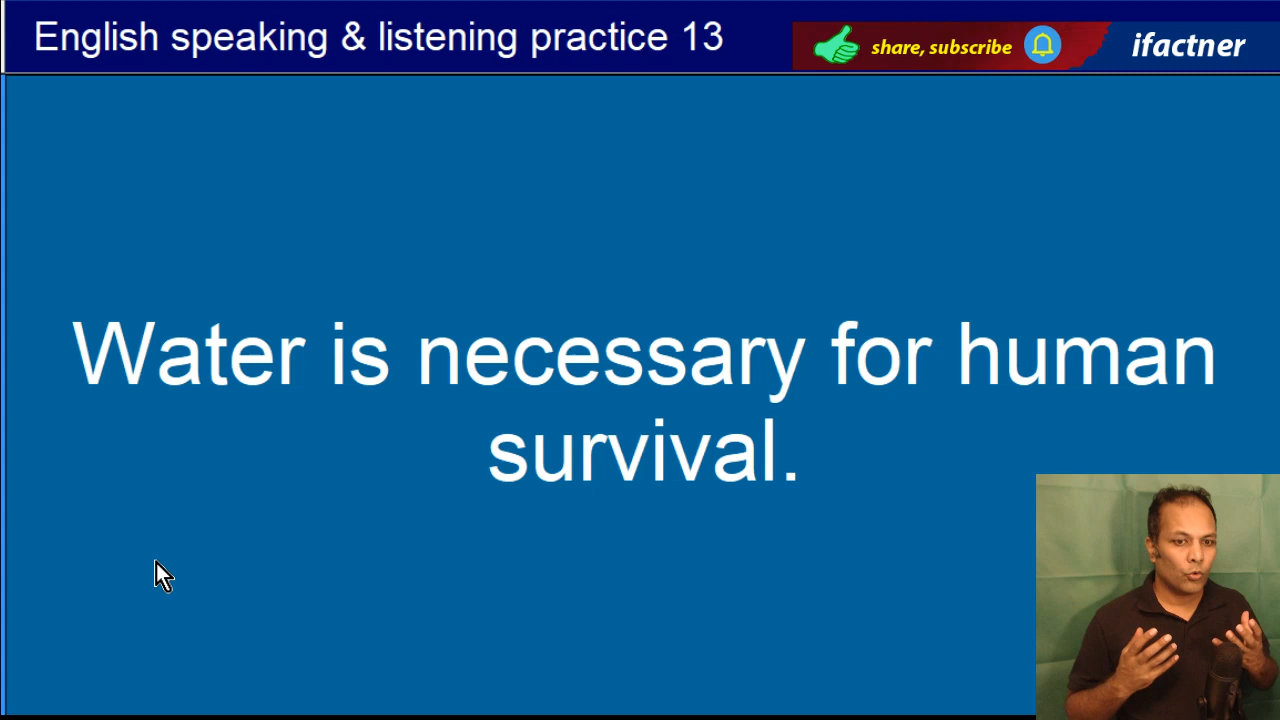 English speaking & listening practice 13
share, subscribe
ifactner
Water is necessary for human
survival.